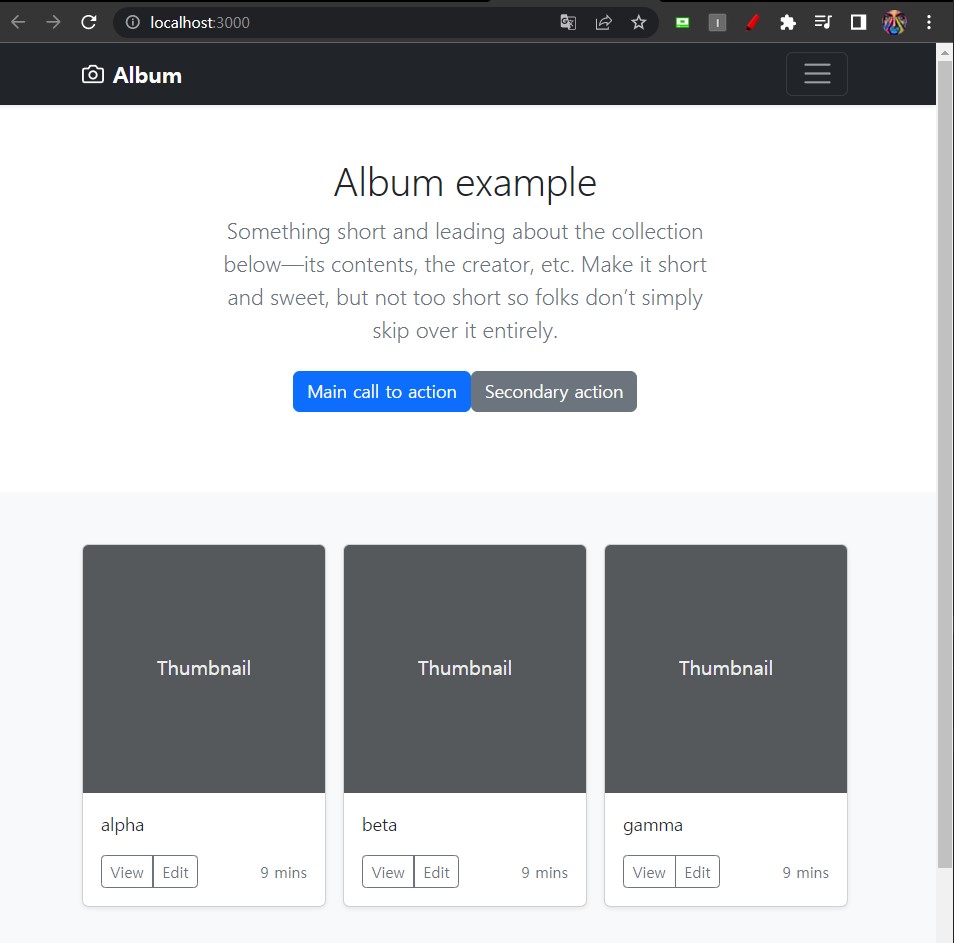 localhost:3000
Album
Album example
Something short and leading about the collection
below—its contents, the creator, etc. Make it short
and sweet, but not too short so folks don’t simply
skip over it entirely.
Main call to action Secondary action
Thumbnail Thumbnail Thumbnail
alpha beta gamma
View Edit 9 mins View Edit 9 mins View Edit 9 mins